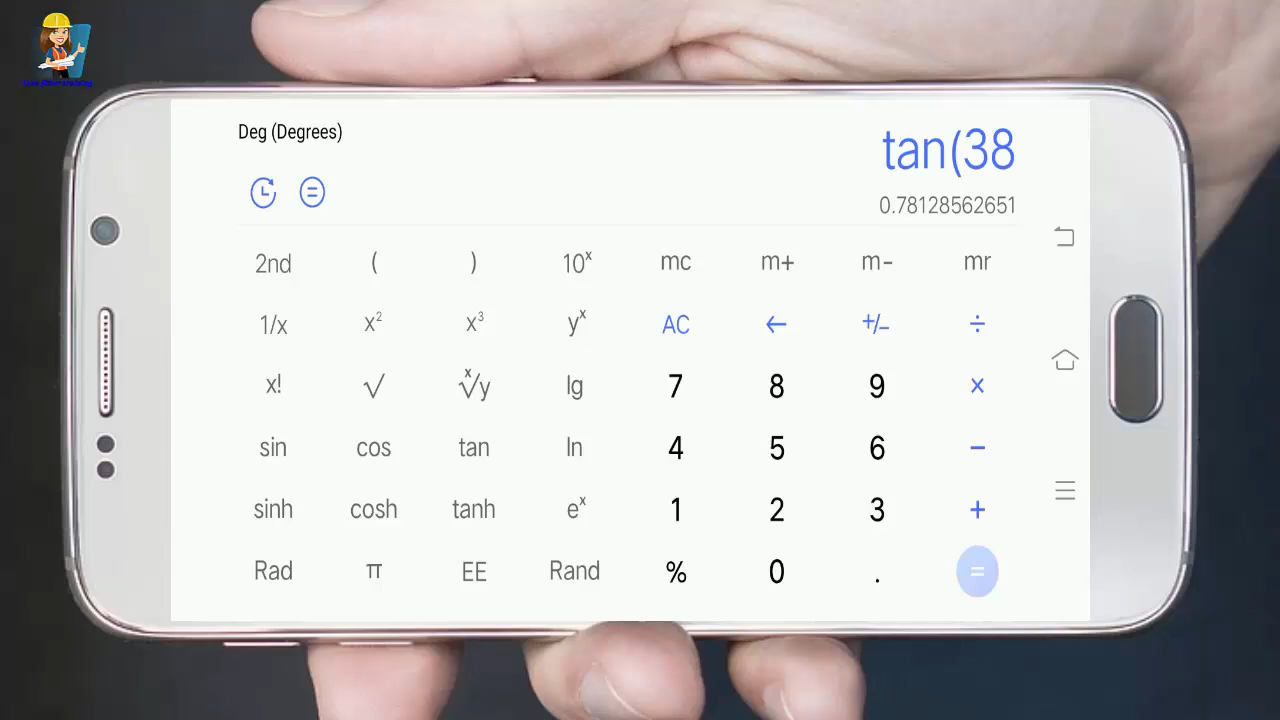 Deg (Degrees)
tan(38
0.78128562651
2nd ( ) 10ˣ mc m+ m- mr
1/x x² x³ yˣ AC ← +/- ÷
x! √ ˣ√y lg 7 8 9 ×
sin cos tan ln 4 5 6 −
sinh cosh tanh eˣ 1 2 3 +
Rad π EE Rand % 0 . =